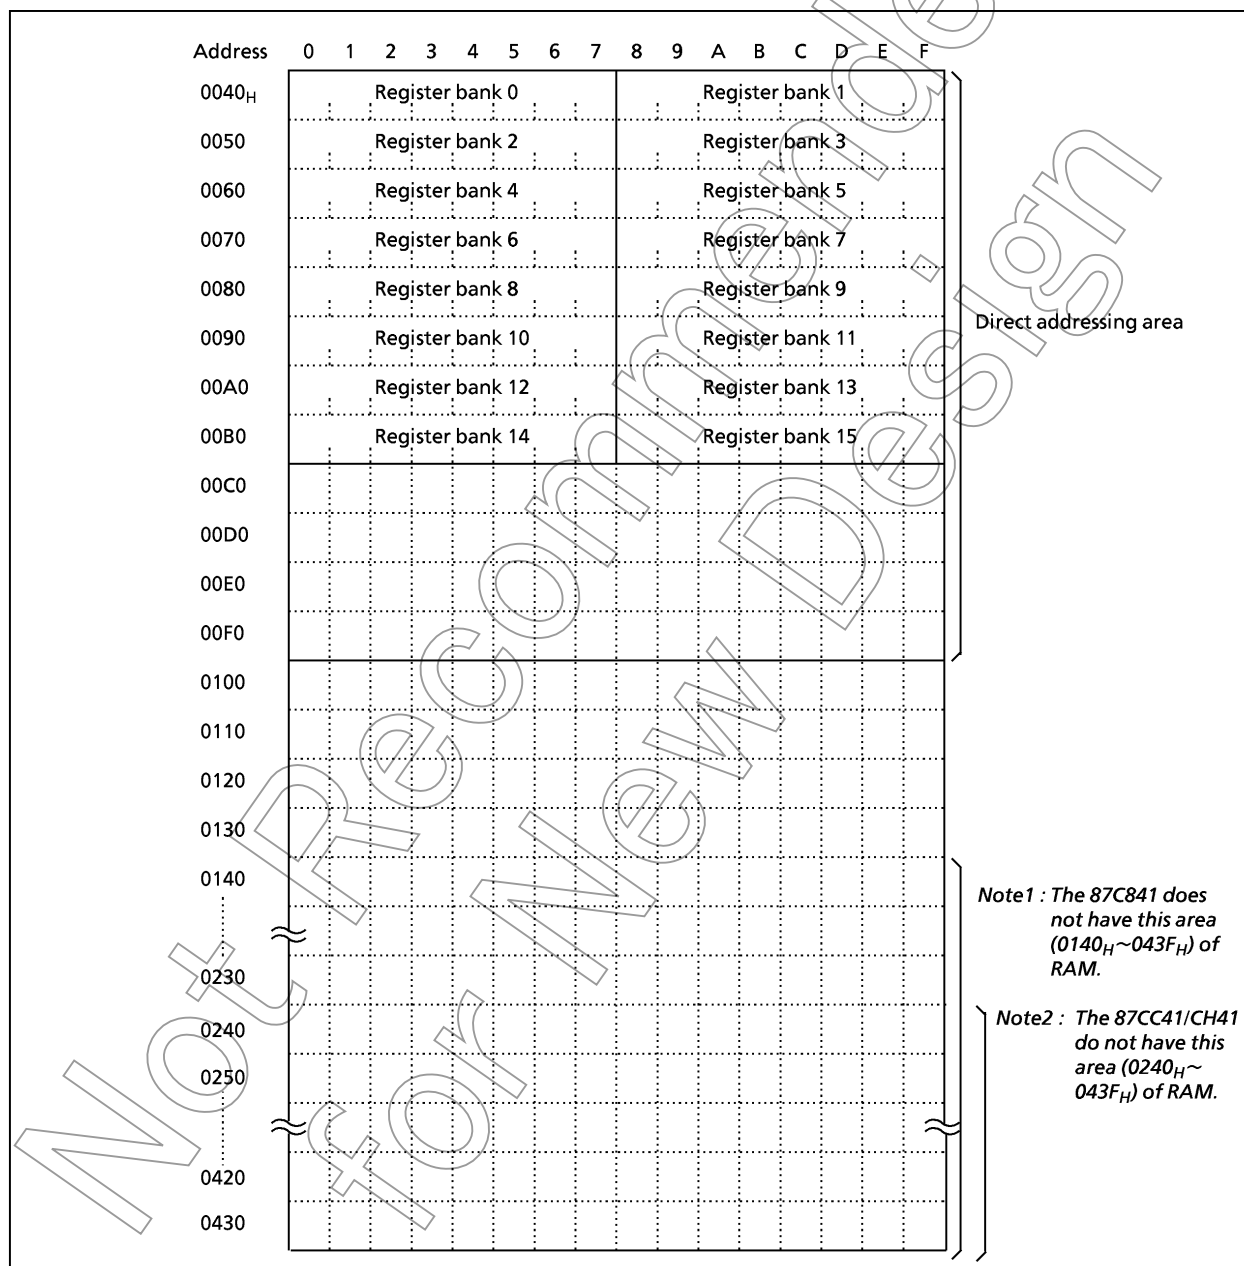 Address 0 1 2 3 4 5 6 7 8 9 A B C D E F
0040H Register bank 0 Register bank 1
0050 Register bank 2 Register bank 3
0060 Register bank 4 Register bank 5
0070 Register bank 6 Register bank 7
0080 Register bank 8 Register bank 9
0090 Register bank 10 Register bank 11
00A0 Register bank 12 Register bank 13
00B0 Register bank 14 Register bank 15
Direct addressing area
00C0
00D0
00E0
00F0
0100
0110
0120
0130
0140
0230
0240
0250
0420
0430
Note1 : The 87C841 does
not have this area
(0140H~043FH) of
RAM.
Note2 : The 87CC41/CH41
do not have this
area (0240H~
043FH) of RAM.
Not Recommended
for New Design